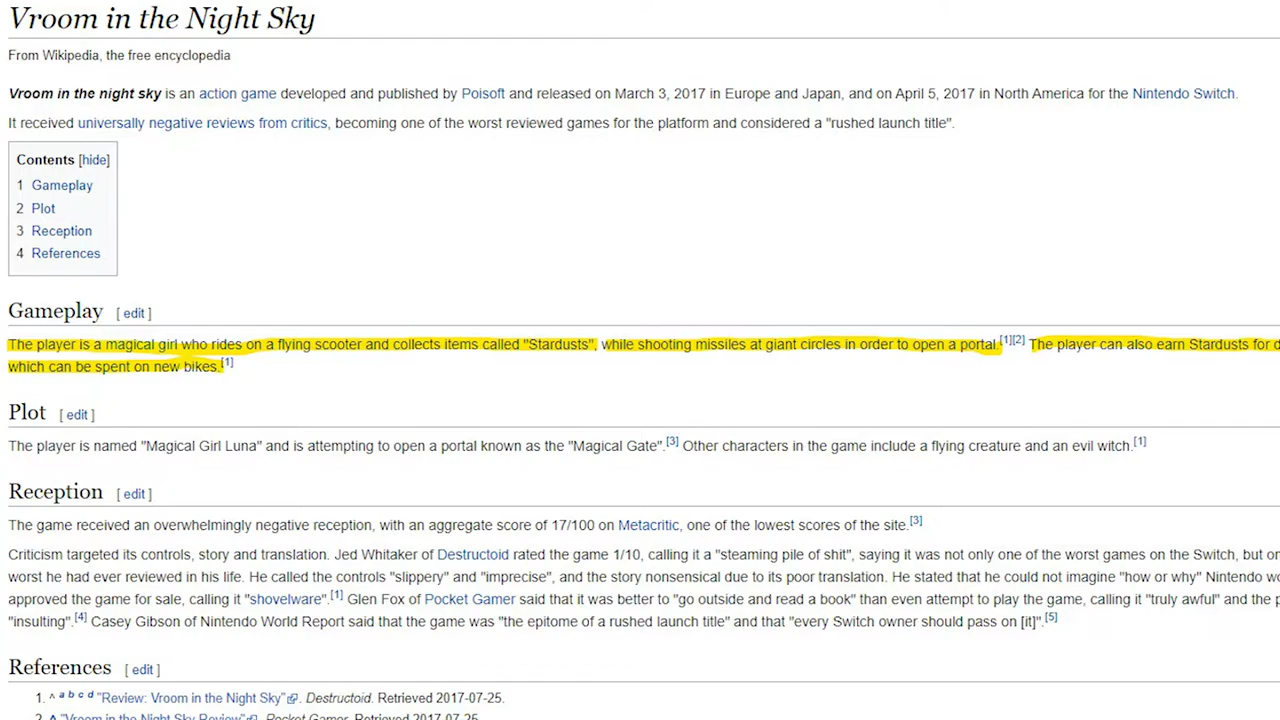 Vroom in the Night Sky
From Wikipedia, the free encyclopedia
Vroom in the night sky is an action game developed and published by Poisoft and released on March 3, 2017 in Europe and Japan, and on April 5, 2017 in North America for the Nintendo Switch.
It received universally negative reviews from critics, becoming one of the worst reviewed games for the platform and considered a "rushed launch title".
Contents [hide]
1 Gameplay
2 Plot
3 Reception
4 References
Gameplay [ edit ]
The player is a magical girl who rides on a flying scooter and collects items called "Stardusts", while shooting missiles at giant circles in order to open a portal.[1][2] The player can also earn Stardusts for
which can be spent on new bikes.[1]
Plot [ edit ]
The player is named "Magical Girl Luna" and is attempting to open a portal known as the "Magical Gate".[3] Other characters in the game include a flying creature and an evil witch.[1]
Reception [ edit ]
The game received an overwhelmingly negative reception, with an aggregate score of 17/100 on Metacritic, one of the lowest scores of the site.[3]
Criticism targeted its controls, story and translation. Jed Whitaker of Destructoid rated the game 1/10, calling it a "steaming pile of shit", saying it was not only one of the worst games on the Switch, but
worst he had ever reviewed in his life. He called the controls "slippery" and "imprecise", and the story nonsensical due to its poor translation. He stated that he could not imagine "how or why" Nintendo
approved the game for sale, calling it "shovelware".[1] Glen Fox of Pocket Gamer said that it was better to "go outside and read a book" than even attempt to play the game, calling it "truly awful" and the
"insulting".[4] Casey Gibson of Nintendo World Report said that the game was "the epitome of a rushed launch title" and that "every Switch owner should pass on [it]".[5]
References [ edit ]
1. ^ a b c d "Review: Vroom in the Night Sky". Destructoid. Retrieved 2017-07-25.
2. ^ "Vroom in the Night Sky Review". Pocket Gamer. Retrieved 2017-07-25.